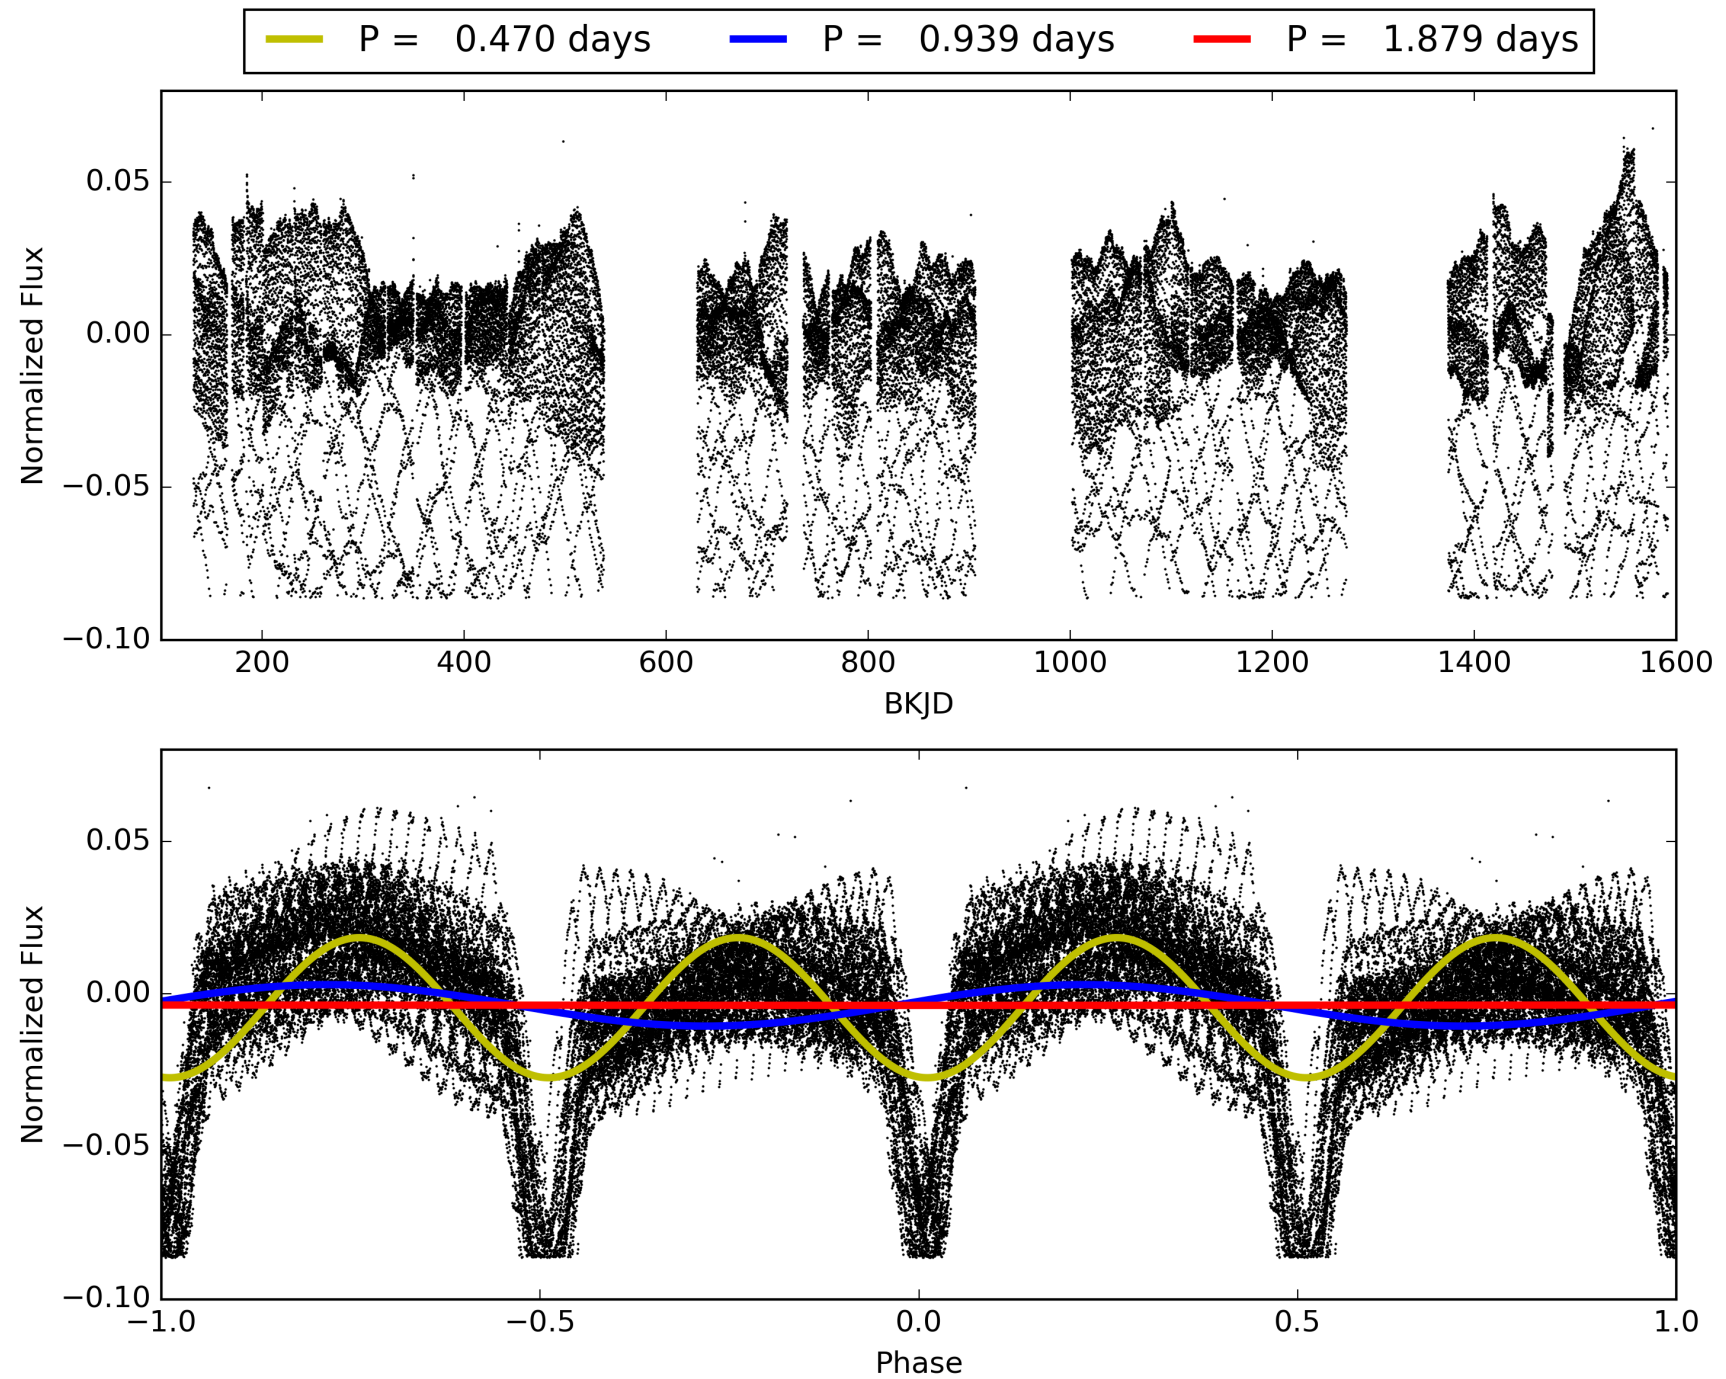 P = 0.470 days P = 0.939 days P = 1.879 days
0.05
0.00
−0.05
−0.10
Normalized Flux
200 400 600 800 1000 1200 1400 1600
BKJD
0.05
0.00
−0.05
−0.10
Normalized Flux
−1.0 −0.5 0.0 0.5 1.0
Phase